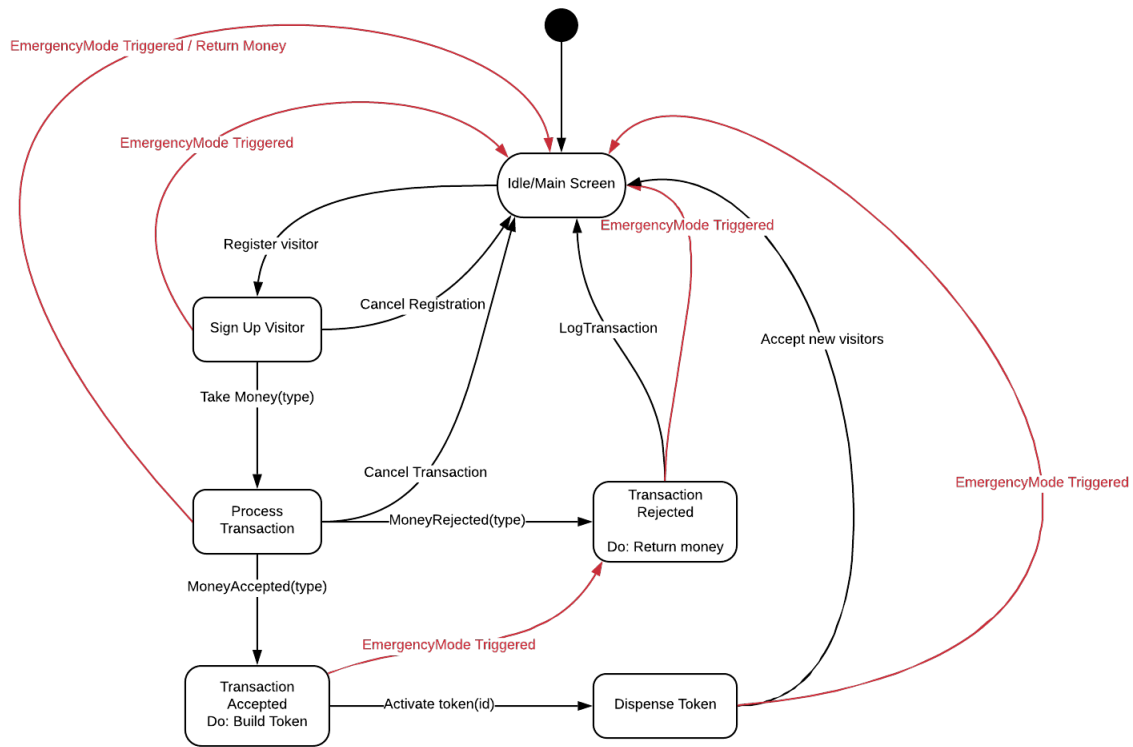 EmergencyMode Triggered / Return Money
EmergencyMode Triggered
Idle/Main Screen
EmergencyMode Triggered
Register visitor
Cancel Registration
Sign Up Visitor
LogTransaction
Accept new visitors
Take Money(type)
Cancel Transaction
EmergencyMode Triggered
Process
Transaction
MoneyRejected(type)
Transaction
Rejected
Do: Return money
MoneyAccepted(type)
EmergencyMode Triggered
Transaction
Accepted
Do: Build Token
Activate token(id)
Dispense Token